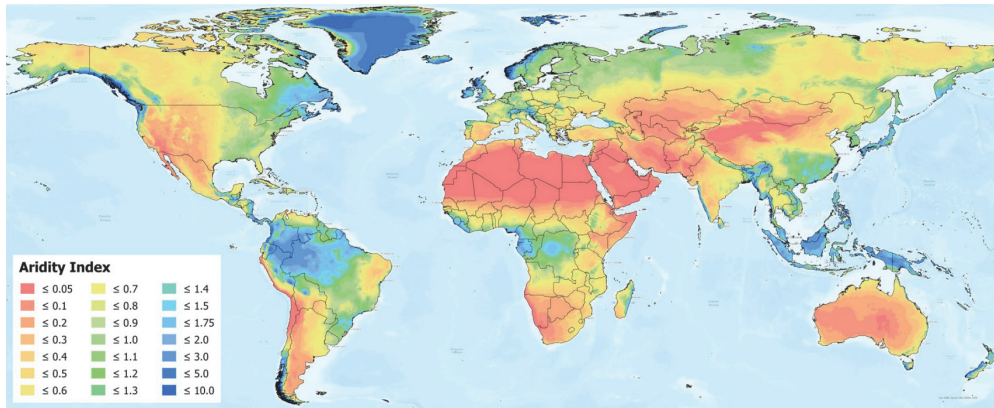 Aridity Index
≤ 0.05 ≤ 0.7 ≤ 1.4
≤ 0.1 ≤ 0.8 ≤ 1.5
≤ 0.2 ≤ 0.9 ≤ 1.75
≤ 0.3 ≤ 1.0 ≤ 2.0
≤ 0.4 ≤ 1.1 ≤ 3.0
≤ 0.5 ≤ 1.2 ≤ 5.0
≤ 0.6 ≤ 1.3 ≤ 10.0